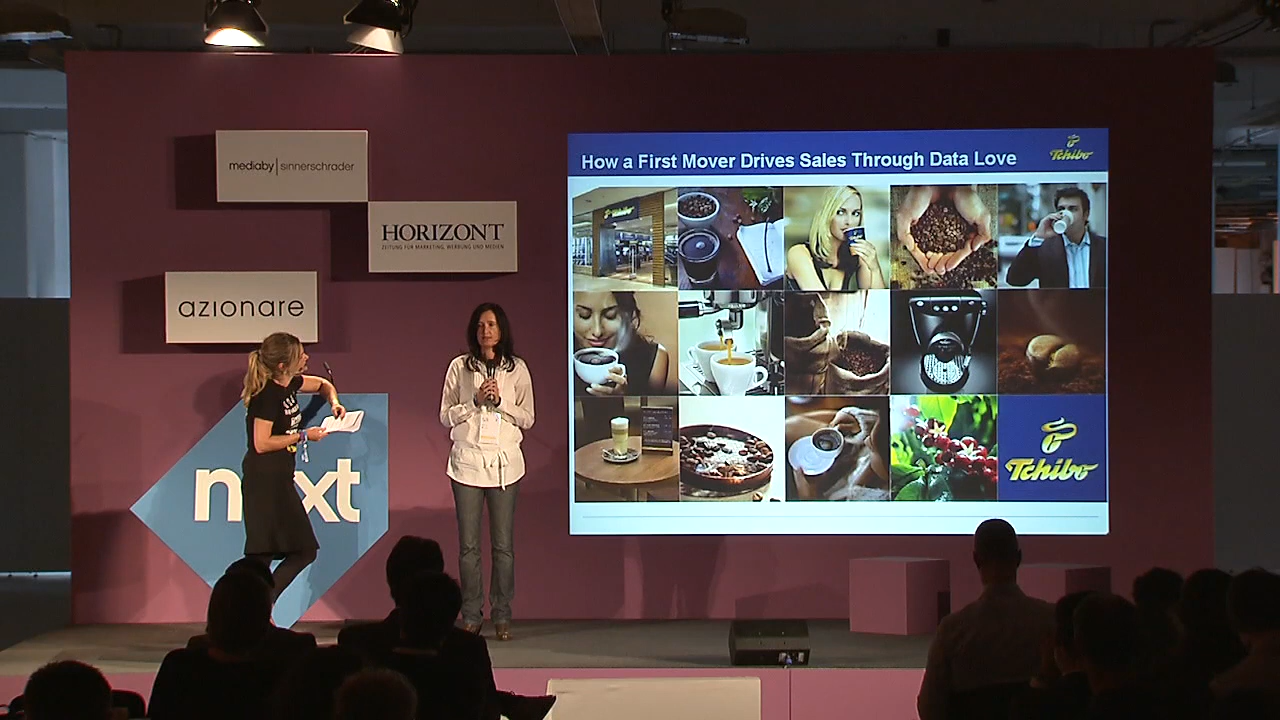 mediaby|sinnerschrader
HORIZONT
ZEITUNG FÜR MARKETING, WERBUNG UND MEDIEN
azionare
next
How a First Mover Drives Sales Through Data Love
Tchibo
Tchibo
Tchibo